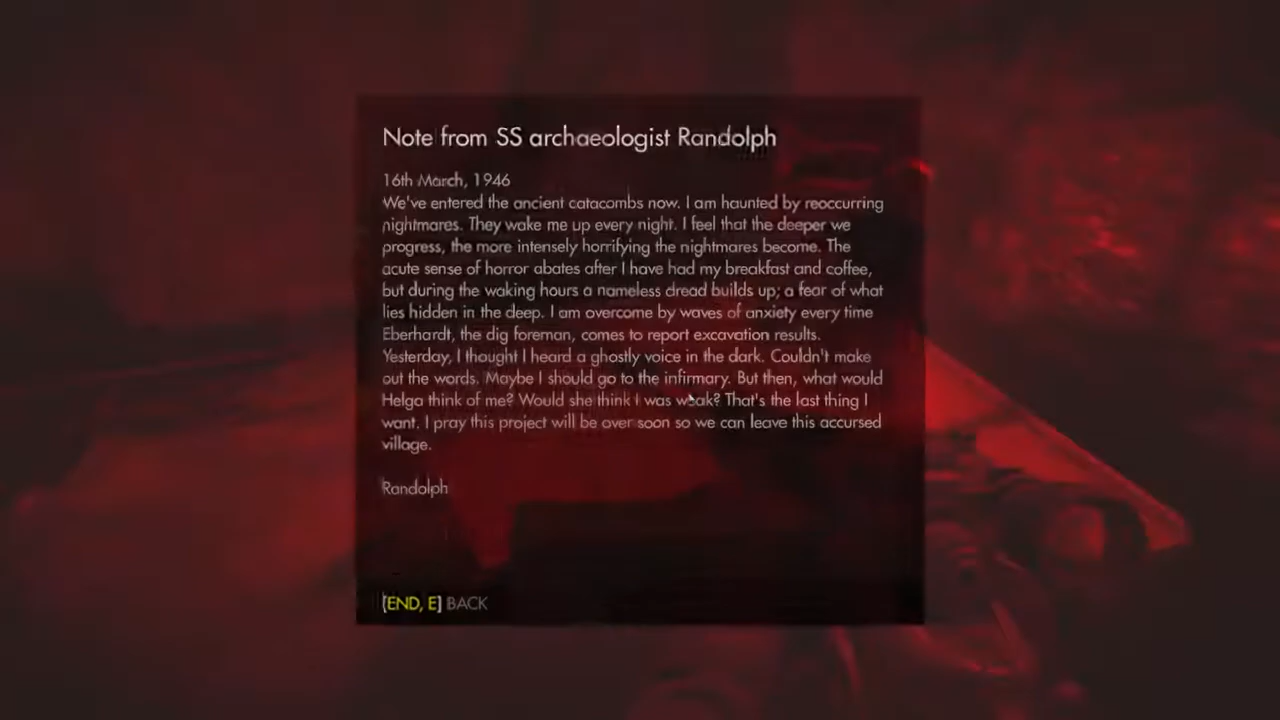 Note from SS archaeologist Randolph
16th March, 1946
We've entered the ancient catacombs now. I am haunted by reoccurring
nightmares. They wake me up every night. I feel that the deeper we
progress, the more intensely horrifying the nightmares become. The
acute sense of horror abates after I have had my breakfast and coffee,
but during the waking hours a nameless dread builds up; a fear of what
lies hidden in the deep. I am overcome by waves of anxiety every time
Eberhardt, the dig foreman, comes to report excavation results.
Yesterday, I thought I heard a ghostly voice in the dark. Couldn't make
out the words. Maybe I should go to the infirmary. But then, what would
Helga think of me? Would she think I was weak? That's the last thing I
want. I pray this project will be over soon so we can leave this accursed
village.
Randolph
[END, E] BACK